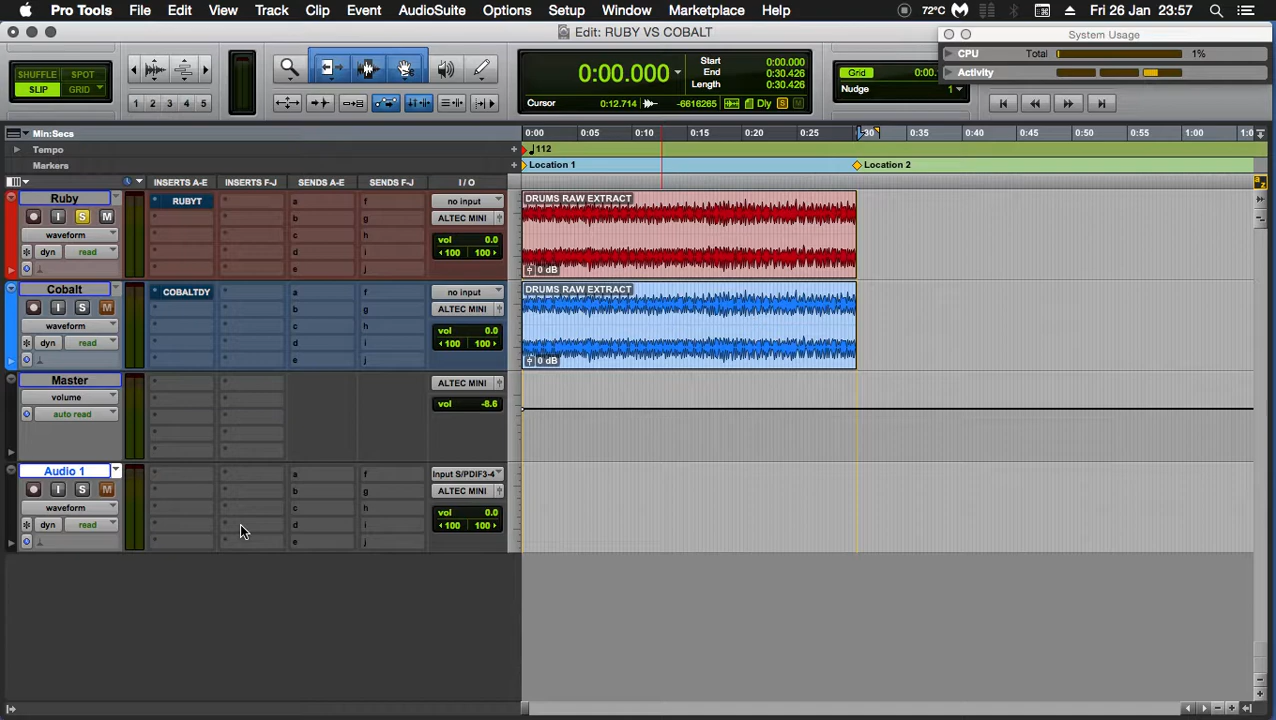 Pro Tools File Edit View Track Clip Event AudioSuite Options Setup Window Marketplace Help 72°C Fri 26 Jan 23:57
Edit: RUBY VS COBALT
System Usage
SHUFFLE SPOT
SLIP GRID
1 2 3 4 5
0:00.000
Start 0:00.000
End 0:30.426
Length 0:30.426
Cursor 0:12.714 -6616265 Dly S M
Grid 0:00.
Nudge 1
CPU Total 1%
Activity
Min:Secs 0:00 0:05 0:10 0:15 0:20 0:25 :30 0:35 0:40 0:45 0:50 0:55 1:00 1:0
Tempo 112
Markers Location 1 Location 2
INSERTS A-E INSERTS F-J SENDS A-E SENDS F-J I / O
Ruby RUBYT a f no input DRUMS RAW EXTRACT
I S M b g ALTEC MINI
waveform c h vol 0.0
dyn read d i 100 100
e j 0 dB
Cobalt COBALTDY a f no input DRUMS RAW EXTRACT
I S M b g ALTEC MINI
waveform c h vol 0.0
dyn read d i 100 100
e j 0 dB
Master ALTEC MINI
volume vol -8.6
auto read
Audio 1 a f Input S/PDIF3-4
I S M b g ALTEC MINI
waveform c h vol 0.0
dyn read d i 100 100
e j